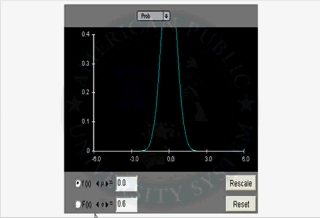 Prob
0.4
0.3
0.2
0.1
0
-6.0 -3.0 0.0 3.0 6.0
f(x) μ = 0.0 Rescale
F(x) σ = 0.6 Reset